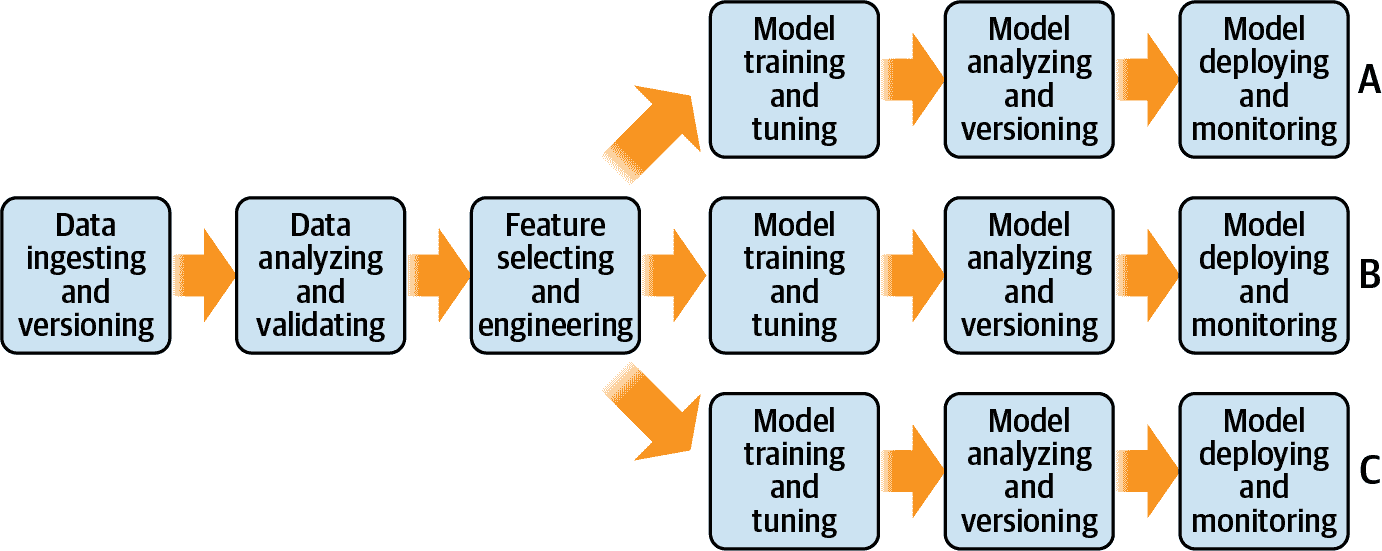 Model
training
and
tuning
Model
analyzing
and
versioning
Model
deploying
and
monitoring
A
Data
ingesting
and
versioning
Data
analyzing
and
validating
Feature
selecting
and
engineering
Model
training
and
tuning
Model
analyzing
and
versioning
Model
deploying
and
monitoring
B
Model
training
and
tuning
Model
analyzing
and
versioning
Model
deploying
and
monitoring
C